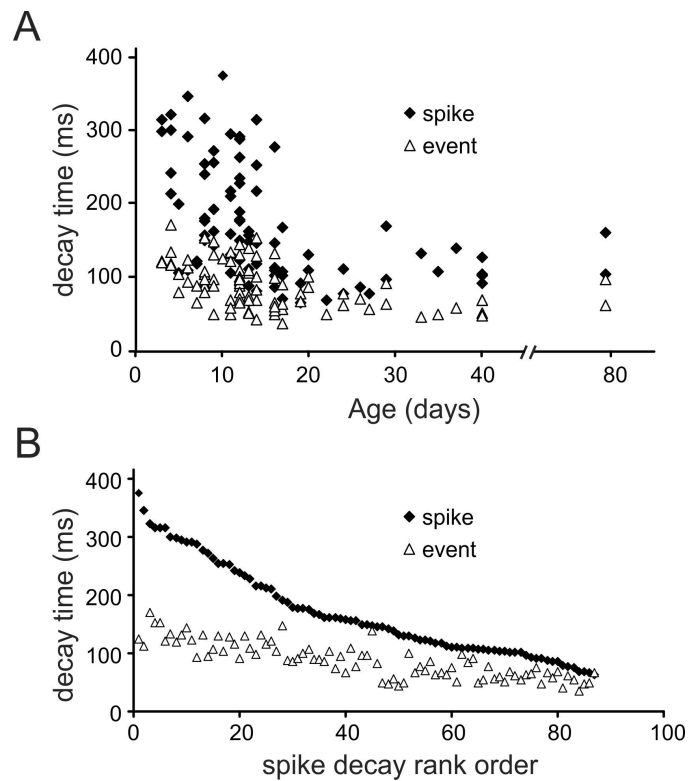 A
decay time (ms)
400
300
200
100
0
spike
event
0 10 20 30 40 80
Age (days)
B
decay time (ms)
400
300
200
100
0
spike
event
0 20 40 60 80 100
spike decay rank order